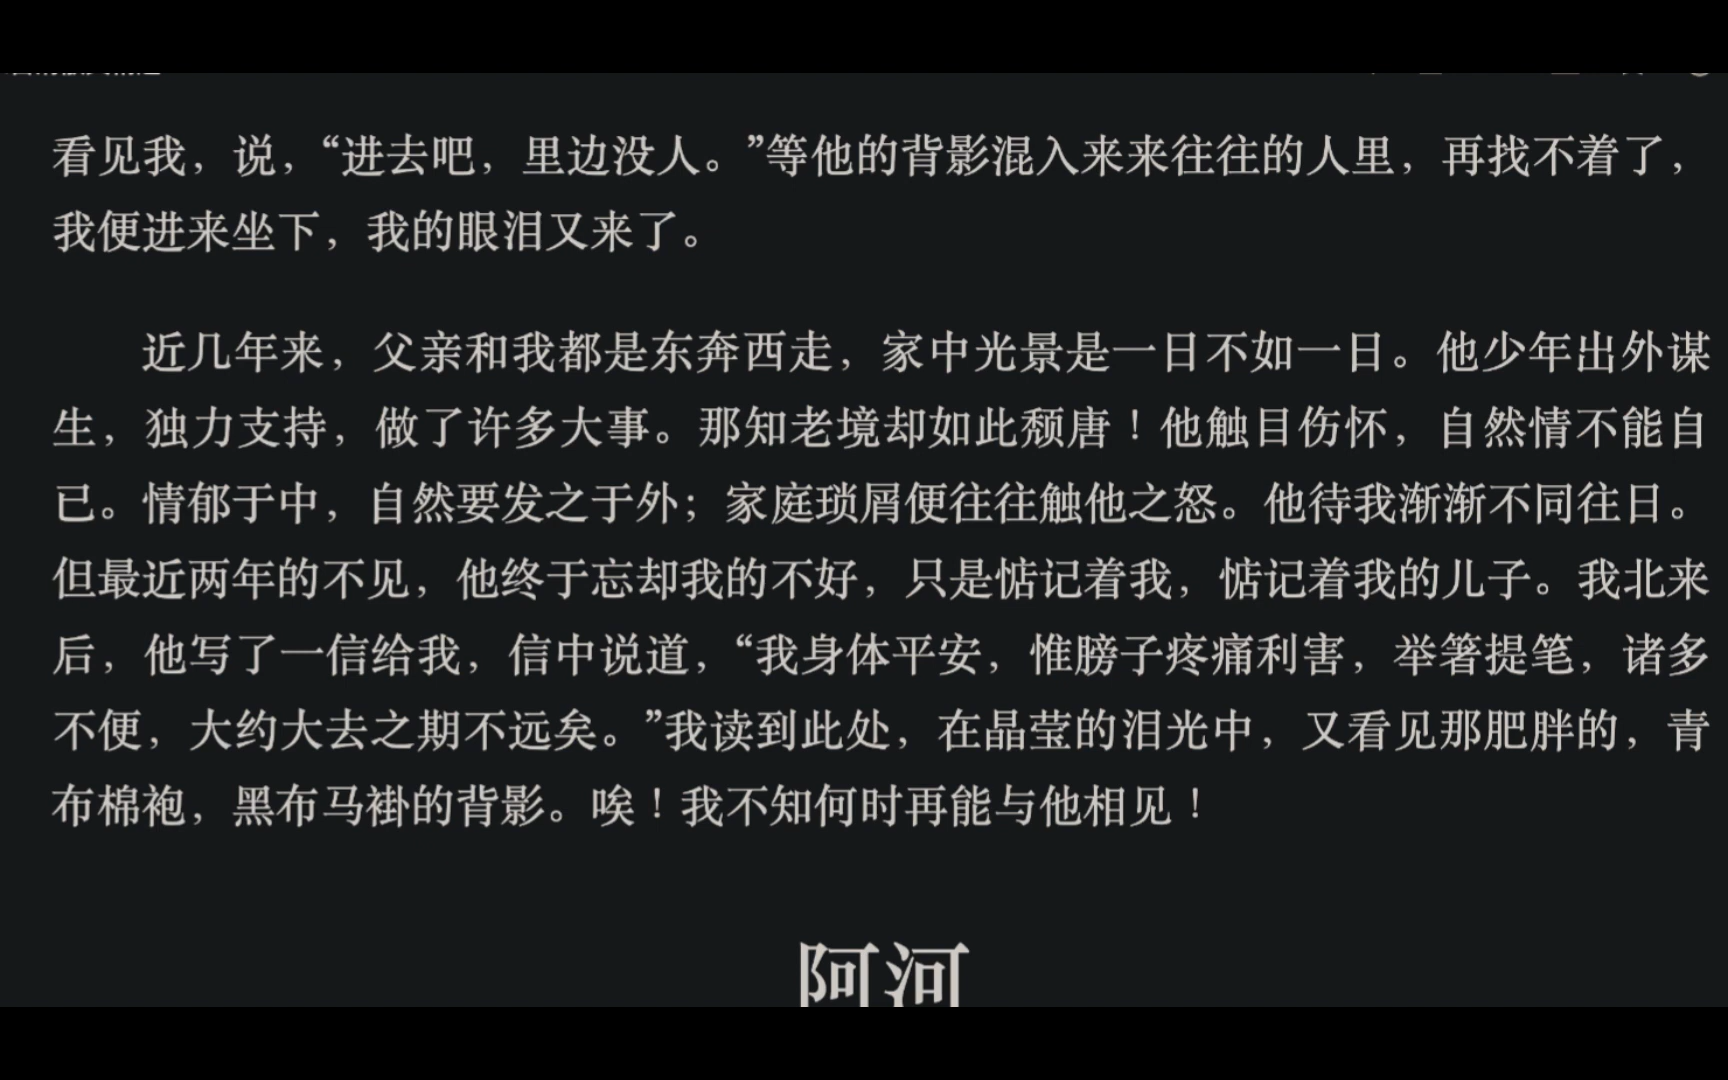 看见我，说，“进去吧，里边没人。”等他的背影混入来来往往的人里，再找不着了，
我便进来坐下，我的眼泪又来了。
近几年来，父亲和我都是东奔西走，家中光景是一日不如一日。他少年出外谋
生，独力支持，做了许多大事。那知老境却如此颓唐！他触目伤怀，自然情不能自
已。情郁于中，自然要发之于外；家庭琐屑便往往触他之怒。他待我渐渐不同往日。
但最近两年的不见，他终于忘却我的不好，只是惦记着我，惦记着我的儿子。我北来
后，他写了一信给我，信中说道，“我身体平安，惟膀子疼痛利害，举箸提笔，诸多
不便，大约大去之期不远矣。”我读到此处，在晶莹的泪光中，又看见那肥胖的，青
布棉袍，黑布马褂的背影。唉！我不知何时再能与他相见！
阿河